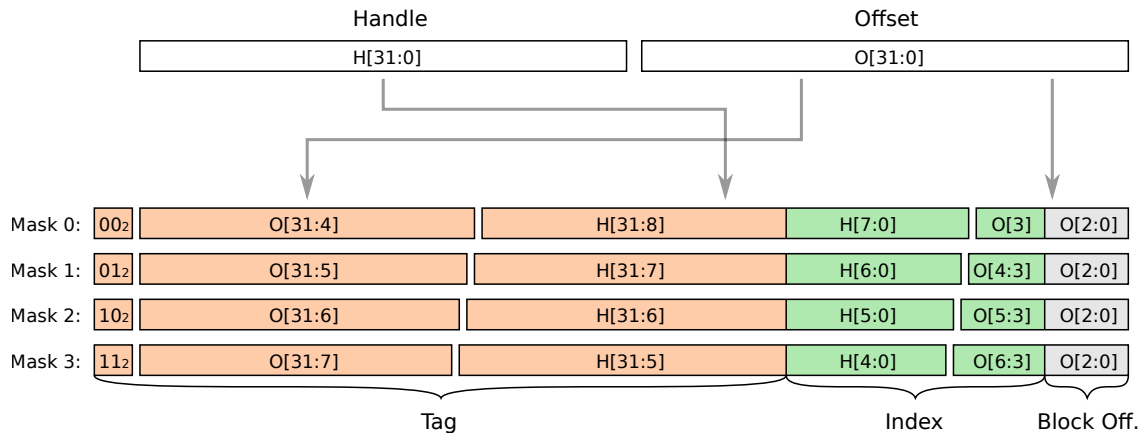 Handle Offset
H[31:0] O[31:0]
Mask 0: 00₂ O[31:4] H[31:8] H[7:0] O[3] O[2:0]
Mask 1: 01₂ O[31:5] H[31:7] H[6:0] O[4:3] O[2:0]
Mask 2: 10₂ O[31:6] H[31:6] H[5:0] O[5:3] O[2:0]
Mask 3: 11₂ O[31:7] H[31:5] H[4:0] O[6:3] O[2:0]
Tag Index Block Off.